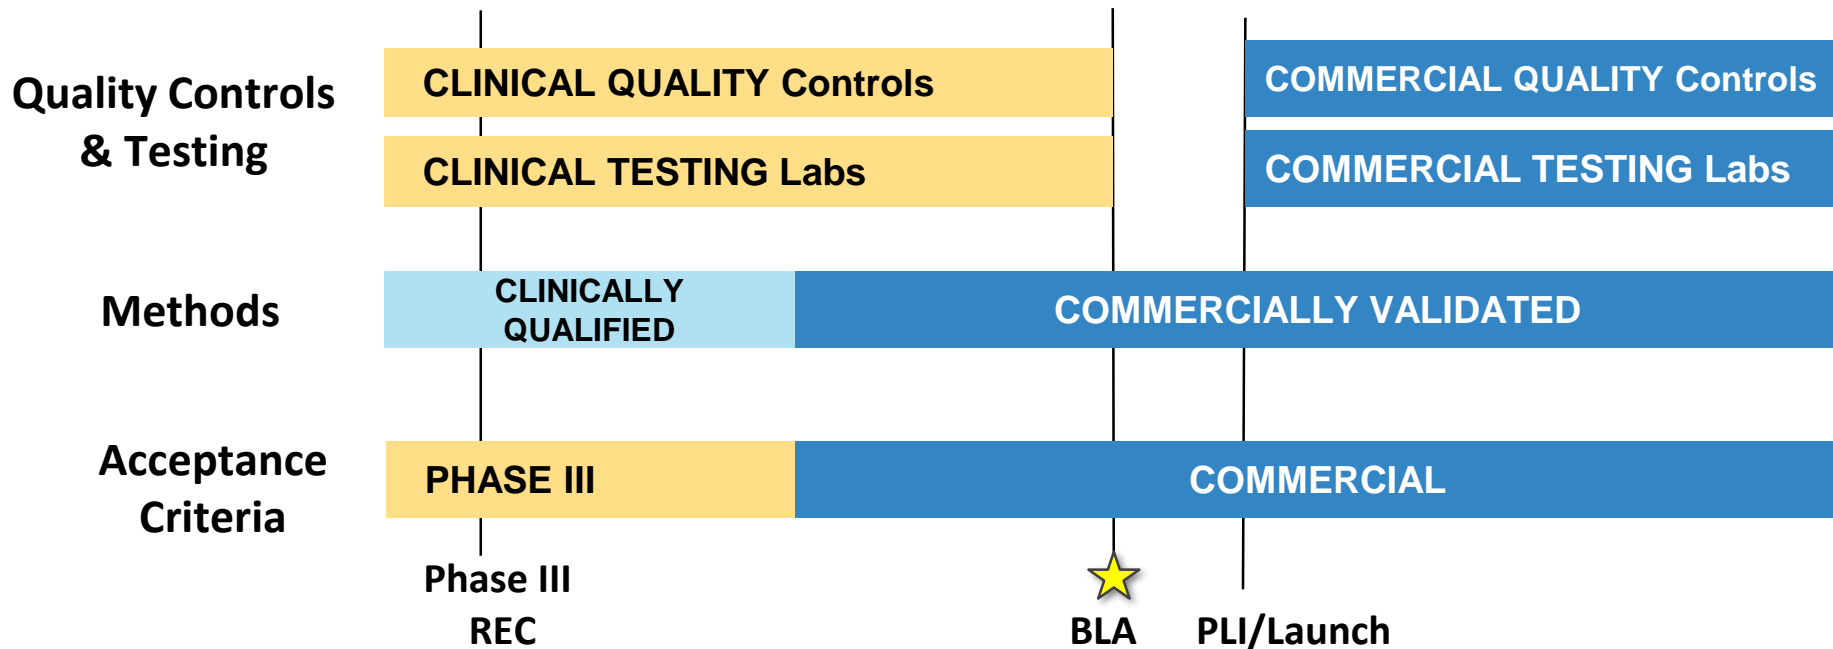 Quality Controls
& Testing
CLINICAL QUALITY Controls
COMMERCIAL QUALITY Controls
CLINICAL TESTING Labs
COMMERCIAL TESTING Labs
Methods
CLINICALLY
QUALIFIED
COMMERCIALLY VALIDATED
Acceptance
Criteria
PHASE III
COMMERCIAL
Phase III
REC
BLA
PLI/Launch